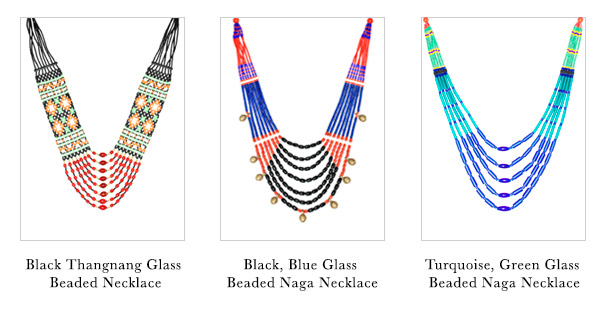 Black Thangnang Glass
Beaded Necklace
Black, Blue Glass
Beaded Naga Necklace
Turquoise, Green Glass
Beaded Naga Necklace